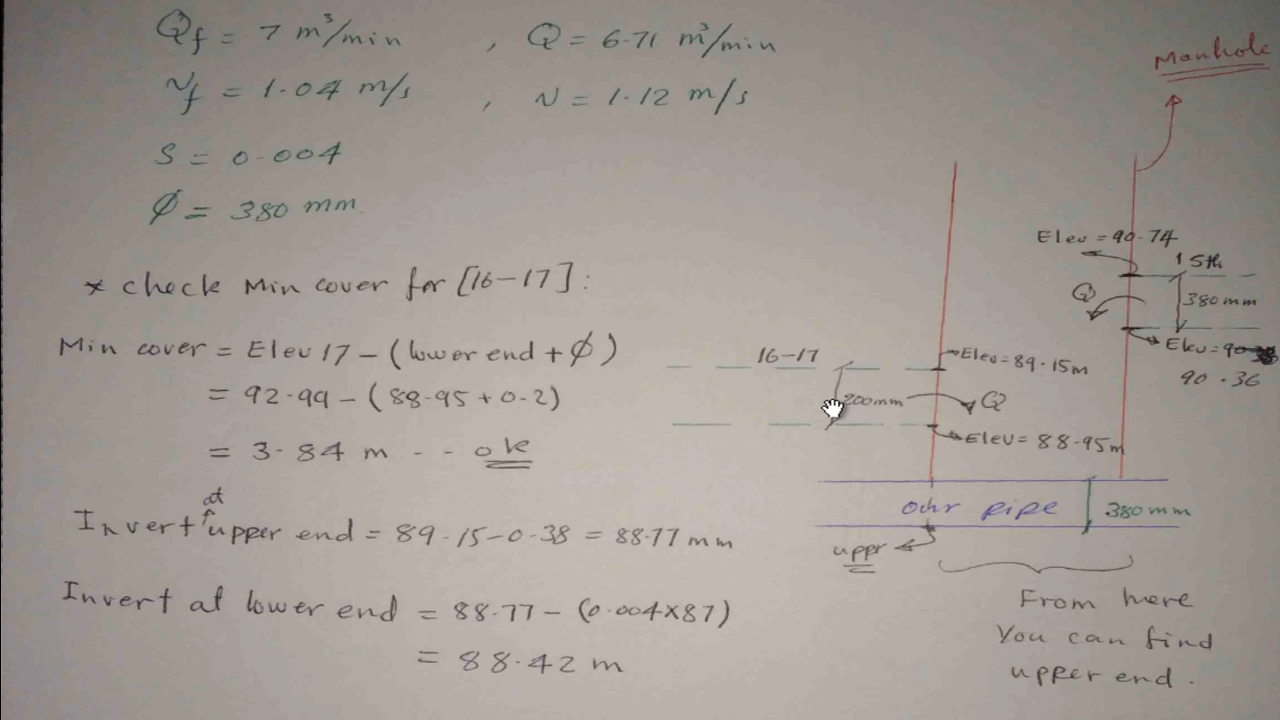 Qf = 7 m³/min , Q = 6.71 m³/min
Vf = 1.04 m/s , V = 1.12 m/s
S = 0.004
Ø = 380 mm
* check Min cover for [16-17]:
Min cover = Elev 17 - (lower end + Ø)
= 92.99 - (88.95 + 0.2)
= 3.84 m - - ok
Invert at upper end = 89.15 - 0.38 = 88.77 mm
Invert at lower end = 88.77 - (0.004×87)
= 88.42 m
Manhole
Elev = 90.74
15th
Q
380 mm
Elev = 90.36
16-17
Elev = 89.15m
200mm
Q
Elev = 88.95m
our pipe
380 mm
uppr
From here
You can find
upper end.